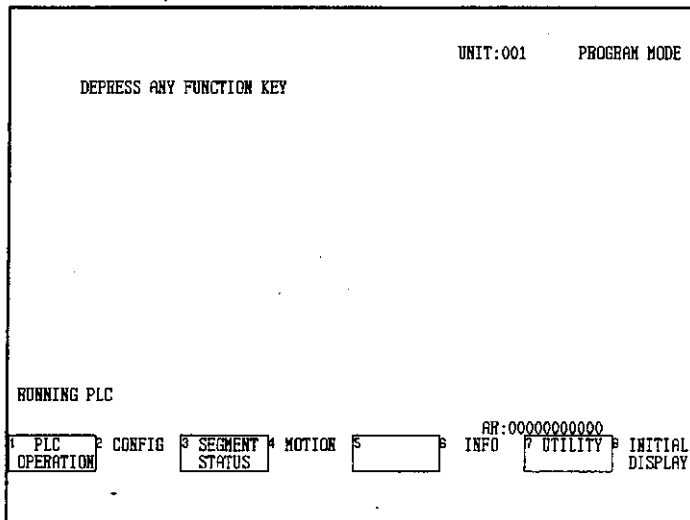 UNIT:001 PROGRAM MODE
DEPRESS ANY FUNCTION KEY
RUNNING PLC
AR:00000000000
1 PLC OPERATION 2 CONFIG 3 SEGMENT STATUS 4 MOTION 5 6 INFO 7 UTILITY 8 INITIAL DISPLAY